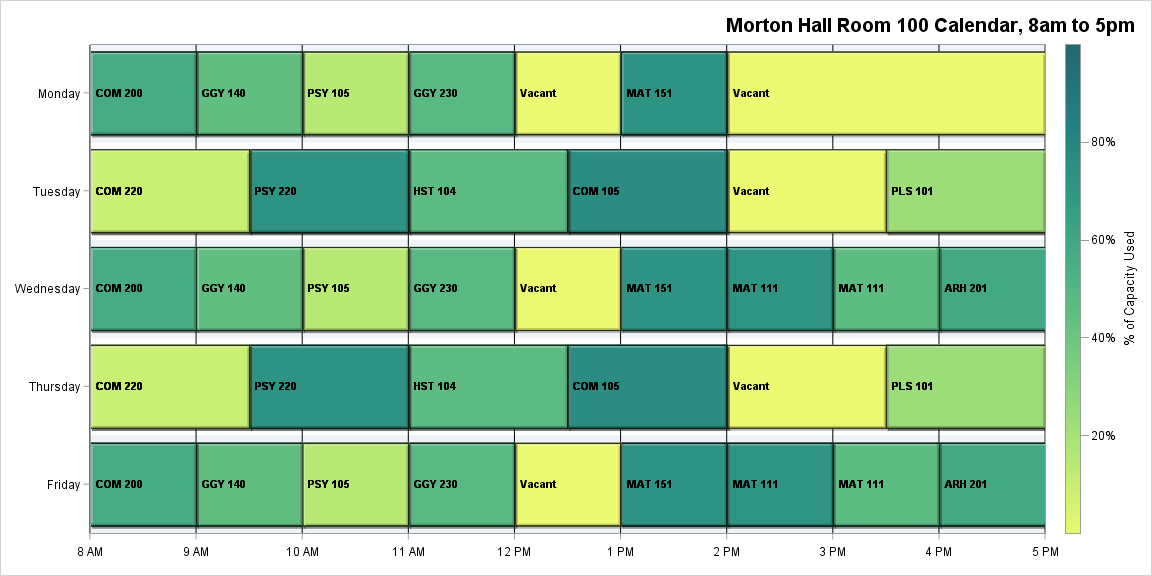 Morton Hall Room 100 Calendar, 8am to 5pm
Monday COM 200 GGY 140 PSY 105 GGY 230 Vacant MAT 151 Vacant
Tuesday COM 220 PSY 220 HST 104 COM 105 Vacant PLS 101
Wednesday COM 200 GGY 140 PSY 105 GGY 230 Vacant MAT 151 MAT 111 MAT 111 ARH 201
Thursday COM 220 PSY 220 HST 104 COM 105 Vacant PLS 101
Friday COM 200 GGY 140 PSY 105 GGY 230 Vacant MAT 151 MAT 111 MAT 111 ARH 201
8 AM 9 AM 10 AM 11 AM 12 PM 1 PM 2 PM 3 PM 4 PM 5 PM
80%
60%
40%
20%
% of Capacity Used